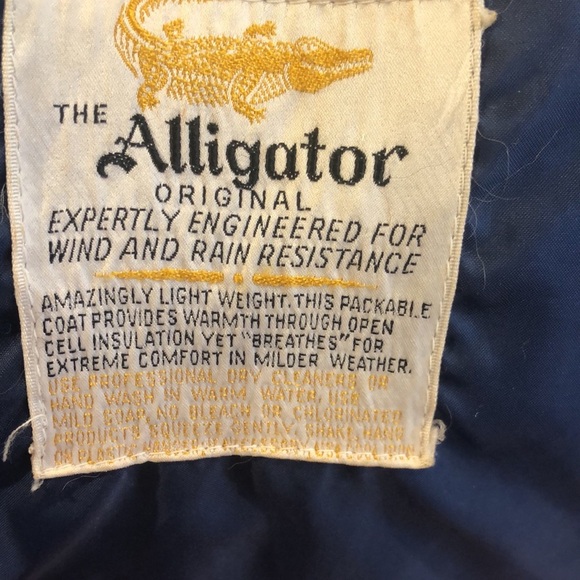 THE
Alligator
ORIGINAL
EXPERTLY ENGINEERED FOR
WIND AND RAIN RESISTANCE
AMAZINGLY LIGHT WEIGHT. THIS PACKABLE
COAT PROVIDES WARMTH THROUGH OPEN
CELL INSULATION YET "BREATHES" FOR
EXTREME COMFORT IN MILDER WEATHER.
USE PROFESSIONAL DRY CLEANERS OR
HAND WASH IN WARM WATER, USE
MILD SOAP NO BLEACH OR CHLORINATED
PRODUCTS SQUEEZE GENTLY, SHAKE, HANG